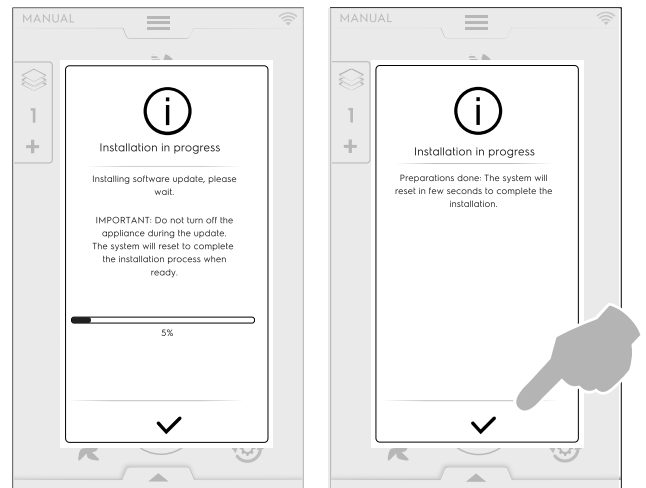 MANUAL
1
+
i
Installation in progress
Installing software update, please
wait.
IMPORTANT: Do not turn off the
appliance during the update.
The system will reset to complete
the installation process when
ready.
5%
MANUAL
1
+
i
Installation in progress
Preparations done: The system will
reset in few seconds to complete the
installation.